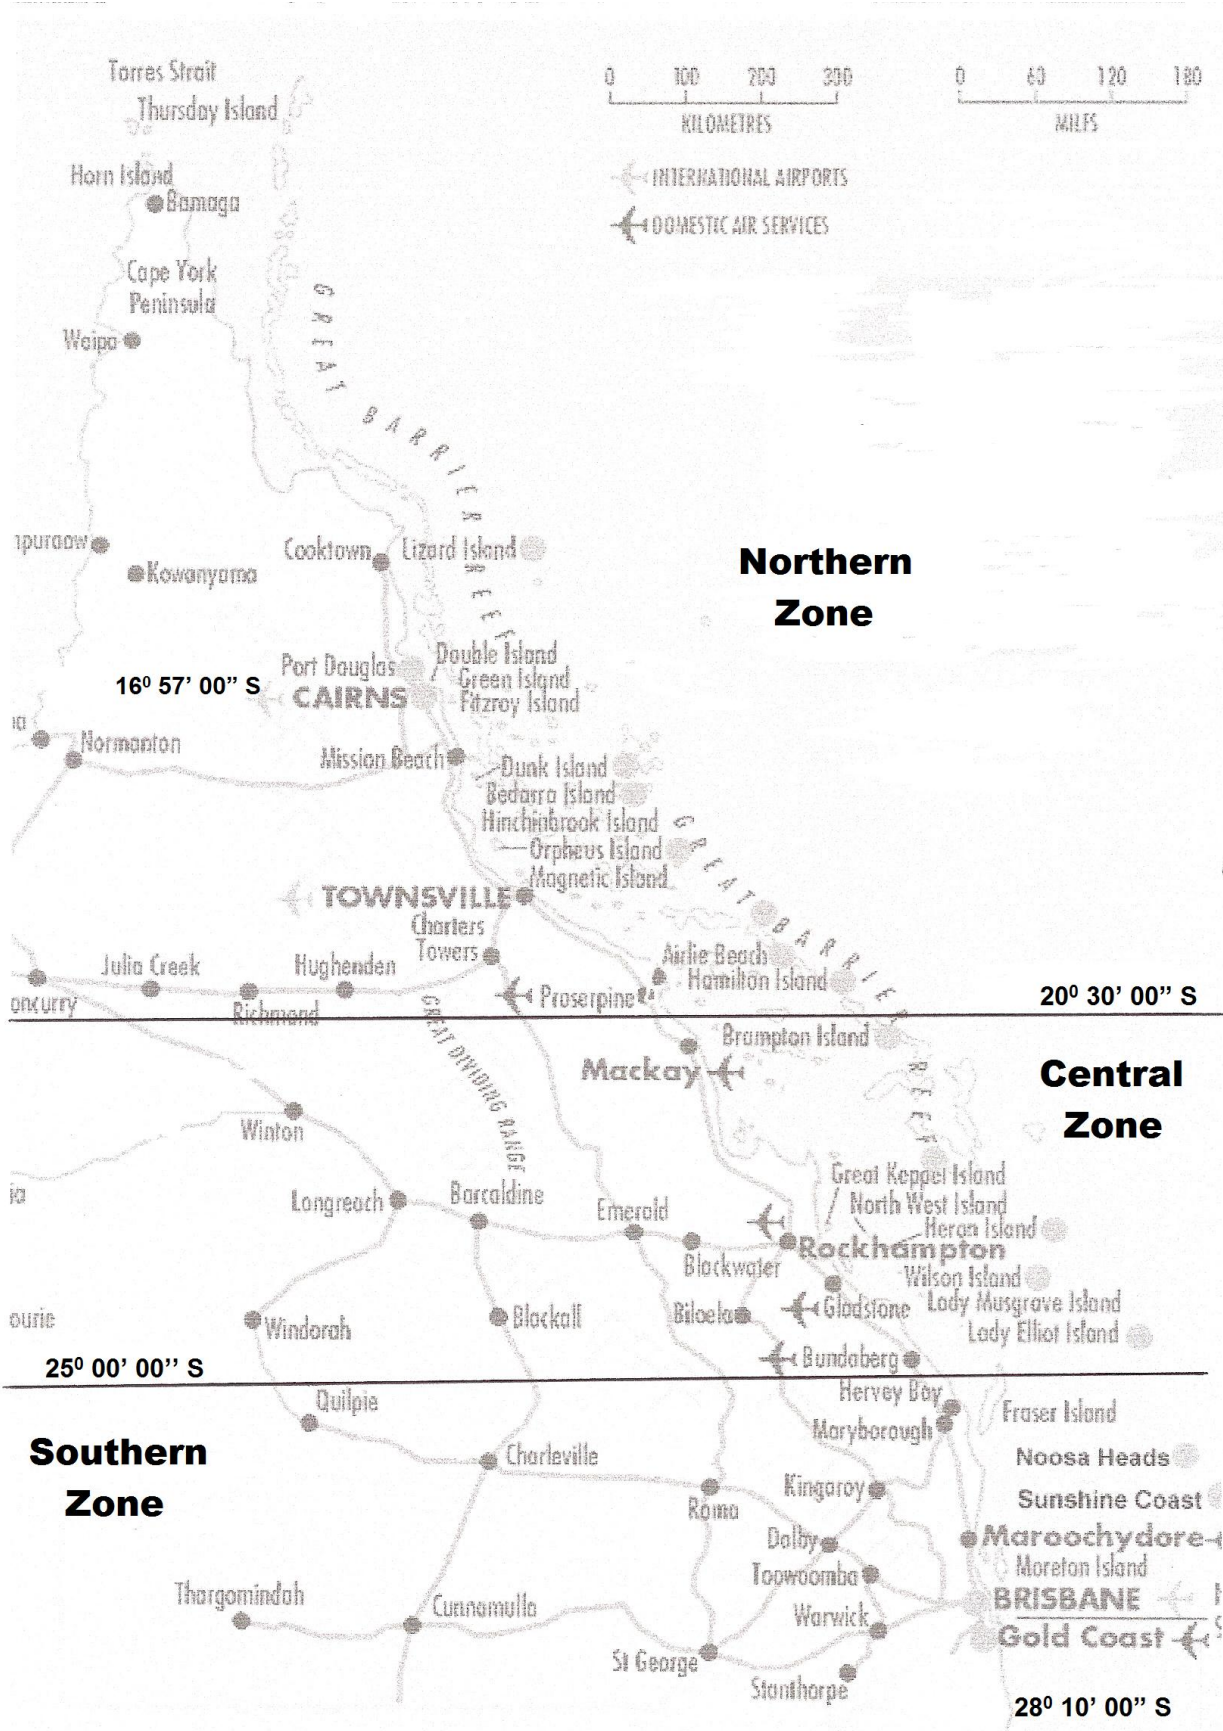 Torres Strait
Thursday Island
Horn Island
Bamaga
Cape York
Peninsula
Weipa
0 100 200 300
KILOMETRES
0 60 120 180
MILES
INTERNATIONAL AIRPORTS
DOMESTIC AIR SERVICES
GREAT BARRIER REEF
Cooktown
Lizard Island
Kowanyama
Northern
Zone
Double Island
Port Douglas
Green Island
16⁰ 57’ 00” S
CAIRNS
Fitzroy Island
Normanton
Mission Beach
Dunk Island
Bedarra Island
Hinchinbrook Island
Orpheus Island
Magnetic Island
GREAT BARRIER REEF
TOWNSVILLE
Charters
Towers
Julia Creek
Hughenden
Richmond
Airlie Beach
Hamilton Island
Proserpine
20⁰ 30’ 00” S
GREAT DIVIDING RANGE
Brampton Island
Mackay
Central
Zone
Winton
Longreach
Barcaldine
Emerald
Great Keppel Island
North West Island
Heron Island
Rockhampton
Blackwater
Wilson Island
Lady Musgrave Island
Gladstone
Biloela
Blackall
Windorah
Lady Elliot Island
Bundaberg
25⁰ 00’ 00’’ S
Hervey Bay
Quilpie
Fraser Island
Maryborough
Southern
Zone
Charleville
Noosa Heads
Kingaroy
Sunshine Coast
Roma
Dalby
Maroochydore
Moreton Island
Toowoomba
Thargomindah
Cunnamulla
BRISBANE
Warwick
Gold Coast
St George
Stanthorpe
28⁰ 10’ 00” S